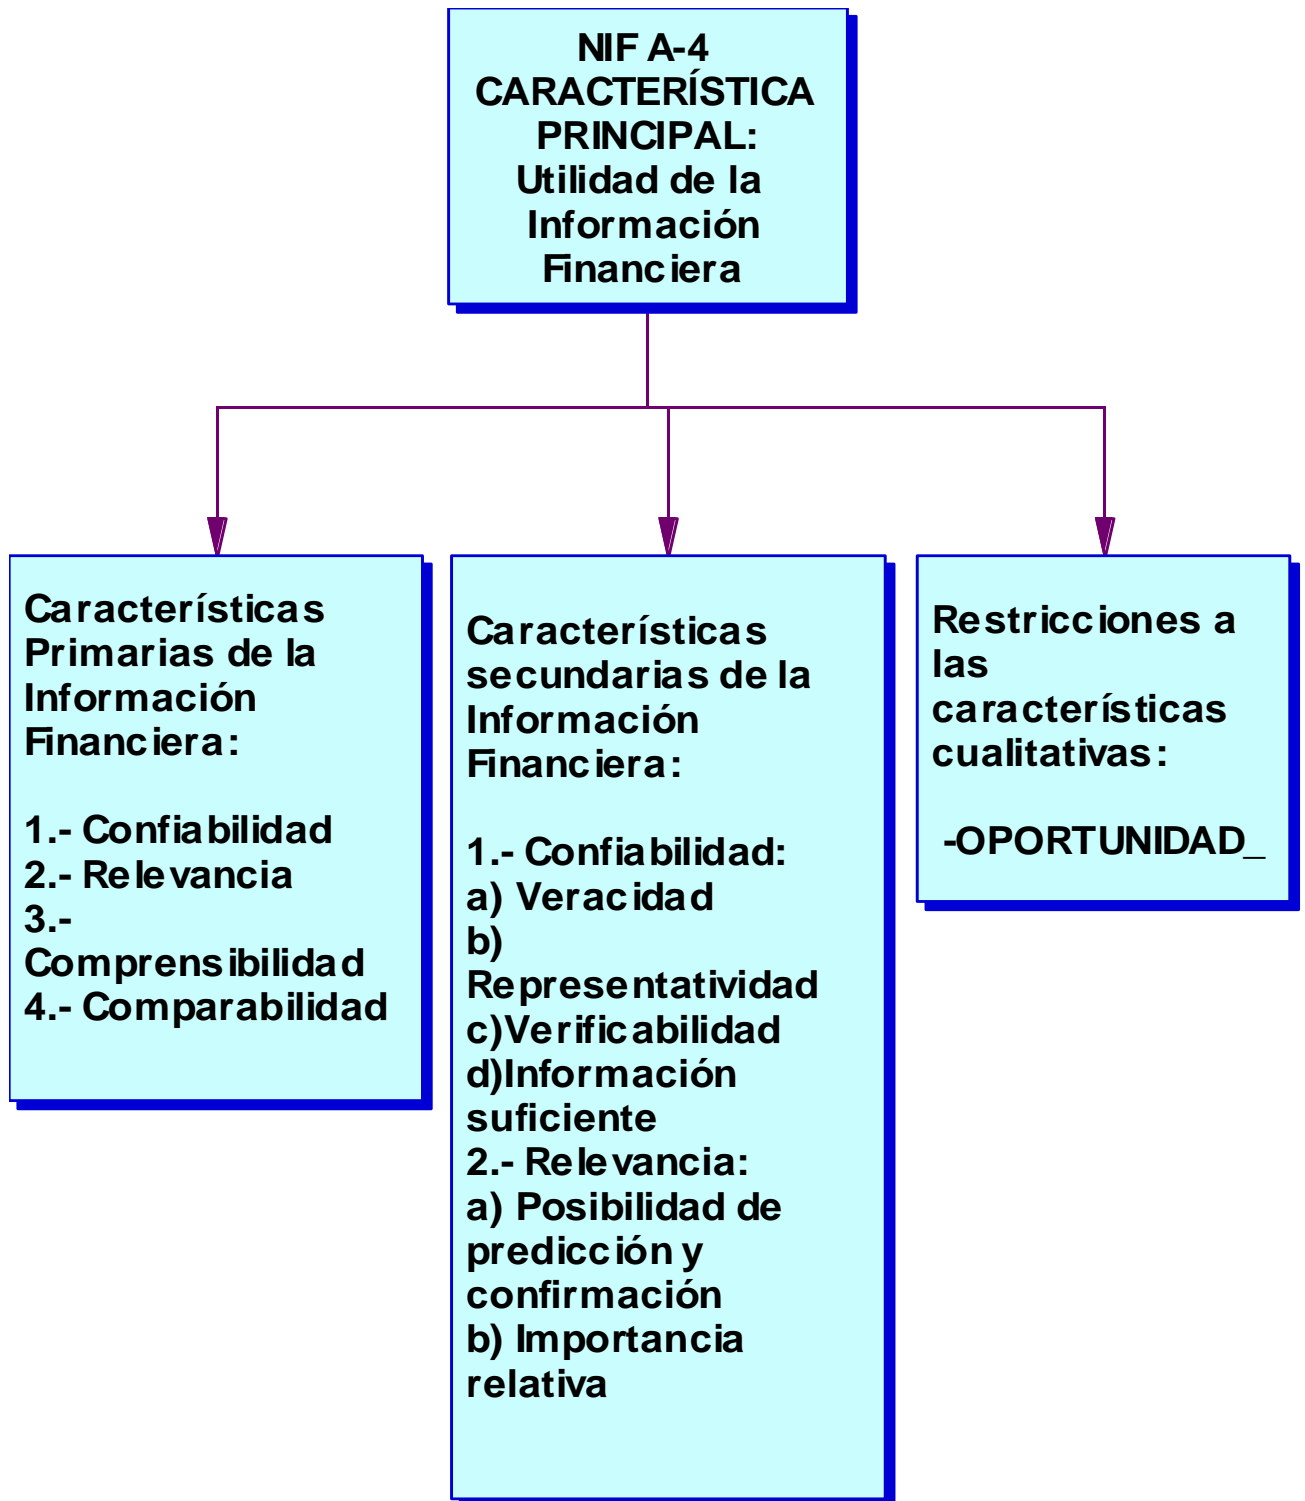 NIF A-4
CARACTERÍSTICA
PRINCIPAL:
Utilidad de la
Información
Financiera
Características
Primarias de la
Información
Financiera:
1.- Confiabilidad
2.- Relevancia
3.-
Comprensibilidad
4.- Comparabilidad
Características
secundarias de la
Información
Financiera:
1.- Confiabilidad:
a) Veracidad
b)
Representatividad
c)Verificabilidad
d)Información
suficiente
2.- Relevancia:
a) Posibilidad de
predicción y
confirmación
b) Importancia
relativa
Restricciones a
las
características
cualitativas:
-OPORTUNIDAD_